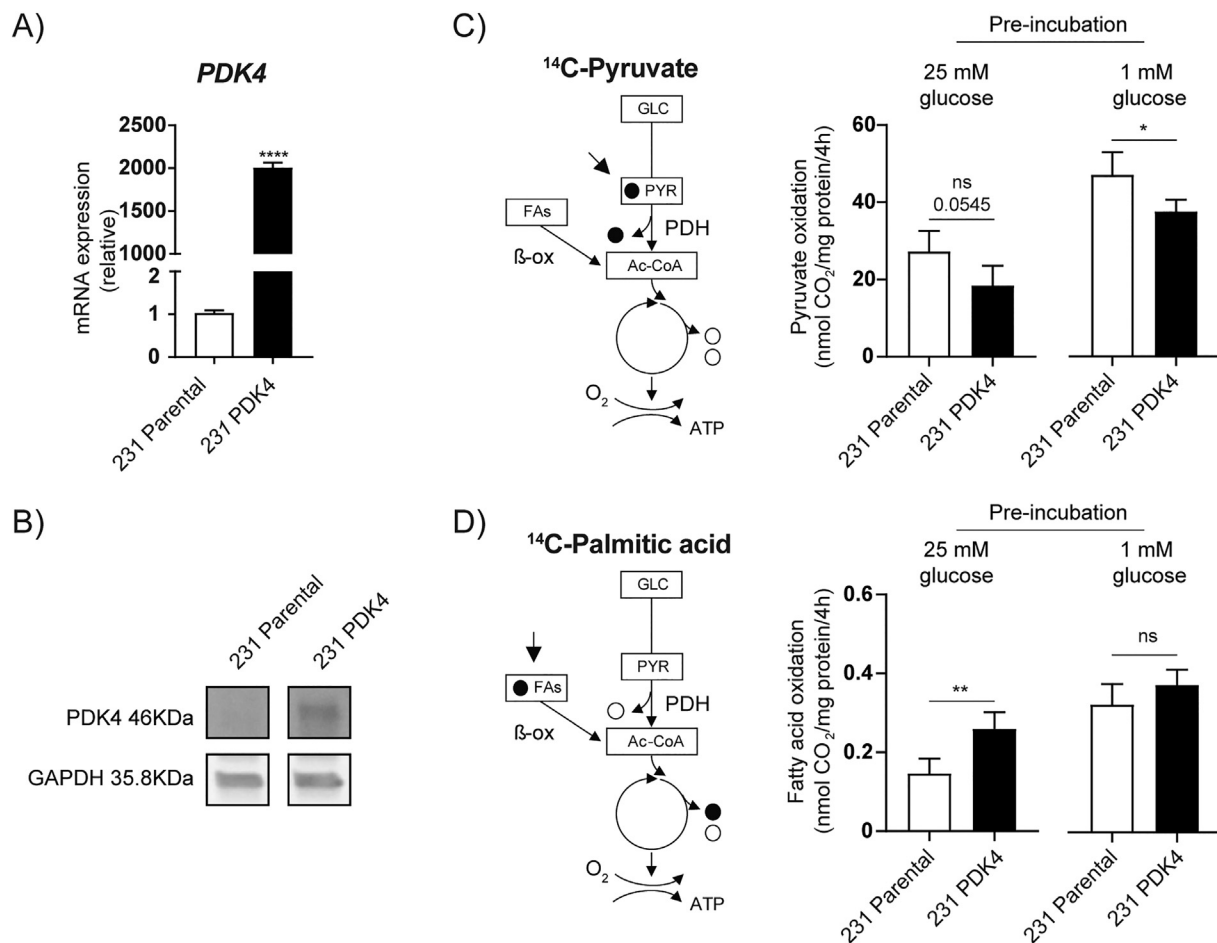 A)
PDK4
mRNA expression
(relative)
2500
2000
1500
1000
2
1
0
****
231 Parental
231 PDK4
B)
231 Parental
231 PDK4
PDK4 46KDa
GAPDH 35.8KDa
C)
¹⁴C-Pyruvate
GLC
PYR
FAs
PDH
ß-ox
Ac-CoA
O₂
ATP
Pre-incubation
25 mM
glucose
1 mM
glucose
Pyruvate oxidation
(nmol CO₂/mg protein/4h)
60
40
20
0
ns
0.0545
*
231 Parental
231 PDK4
231 Parental
231 PDK4
D)
¹⁴C-Palmitic acid
GLC
FAs
PYR
PDH
ß-ox
Ac-CoA
O₂
ATP
Pre-incubation
25 mM
glucose
1 mM
glucose
Fatty acid oxidation
(nmol CO₂/mg protein/4h)
0.6
0.4
0.2
0
**
ns
231 Parental
231 PDK4
231 Parental
231 PDK4